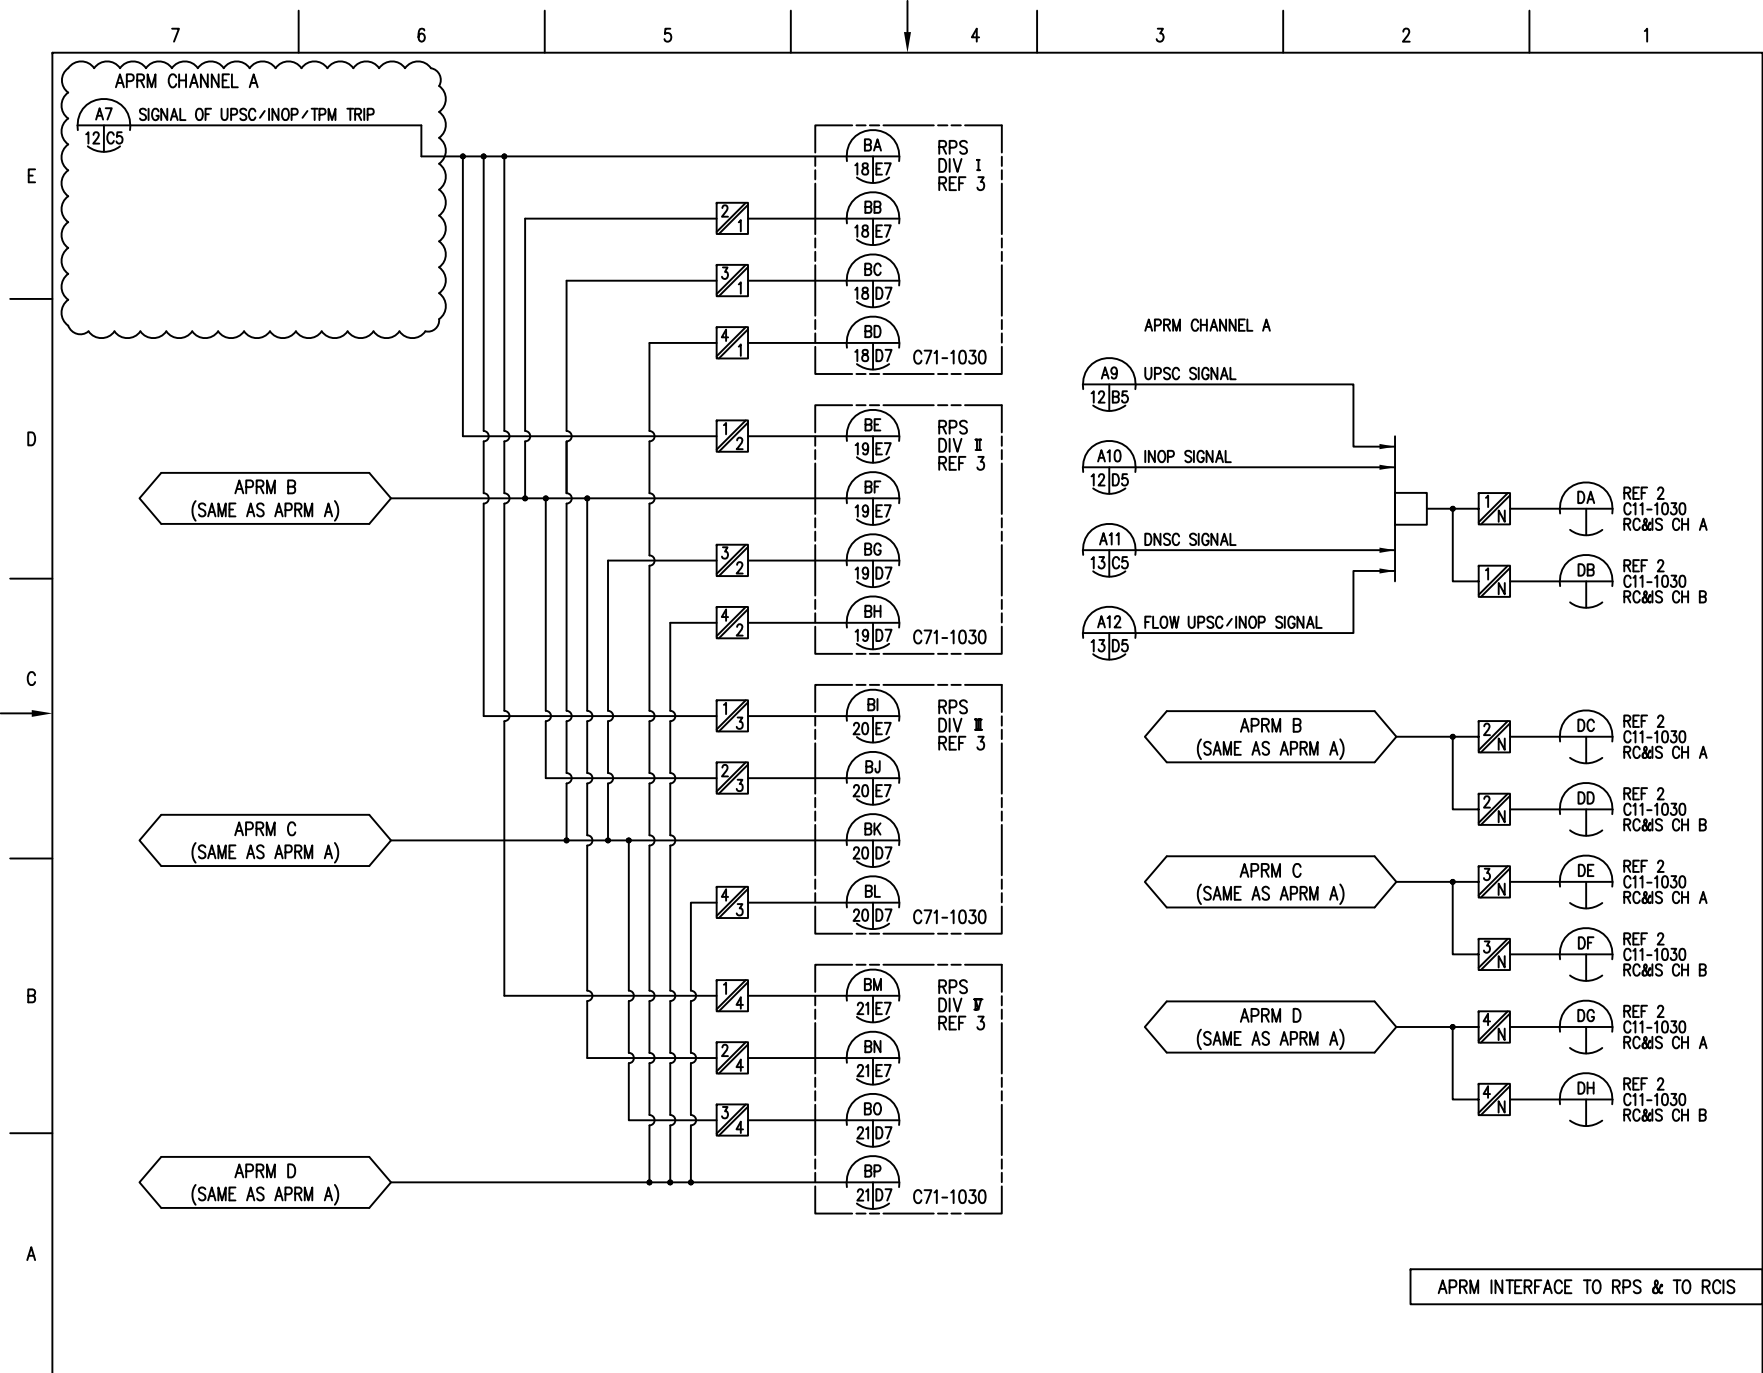 7 6 5 4 3 2 1
E
D
C
B
A
APRM CHANNEL A
A7
12 C5
SIGNAL OF UPSC/INOP/TPM TRIP
BA
18 E7
RPS
DIV I
REF 3
2/1
BB
18 E7
3/1
BC
18 D7
4/1
BD
18 D7
C71-1030
1/2
BE
19 E7
RPS
DIV II
REF 3
APRM B
(SAME AS APRM A)
BF
19 E7
3/2
BG
19 D7
4/2
BH
19 D7
C71-1030
1/3
BI
20 E7
RPS
DIV III
REF 3
2/3
BJ
20 E7
APRM C
(SAME AS APRM A)
BK
20 D7
4/3
BL
20 D7
C71-1030
1/4
BM
21 E7
RPS
DIV IV
REF 3
2/4
BN
21 E7
3/4
BO
21 D7
APRM D
(SAME AS APRM A)
BP
21 D7
C71-1030
APRM CHANNEL A
A9
12 B5
UPSC SIGNAL
A10
12 D5
INOP SIGNAL
A11
13 C5
DNSC SIGNAL
A12
13 D5
FLOW UPSC/INOP SIGNAL
1/N
DA
REF 2
C11-1030
RC&IS CH A
1/N
DB
REF 2
C11-1030
RC&IS CH B
APRM B
(SAME AS APRM A)
2/N
DC
REF 2
C11-1030
RC&IS CH A
2/N
DD
REF 2
C11-1030
RC&IS CH B
APRM C
(SAME AS APRM A)
3/N
DE
REF 2
C11-1030
RC&IS CH A
3/N
DF
REF 2
C11-1030
RC&IS CH B
APRM D
(SAME AS APRM A)
4/N
DG
REF 2
C11-1030
RC&IS CH A
4/N
DH
REF 2
C11-1030
RC&IS CH B
APRM INTERFACE TO RPS & TO RCIS